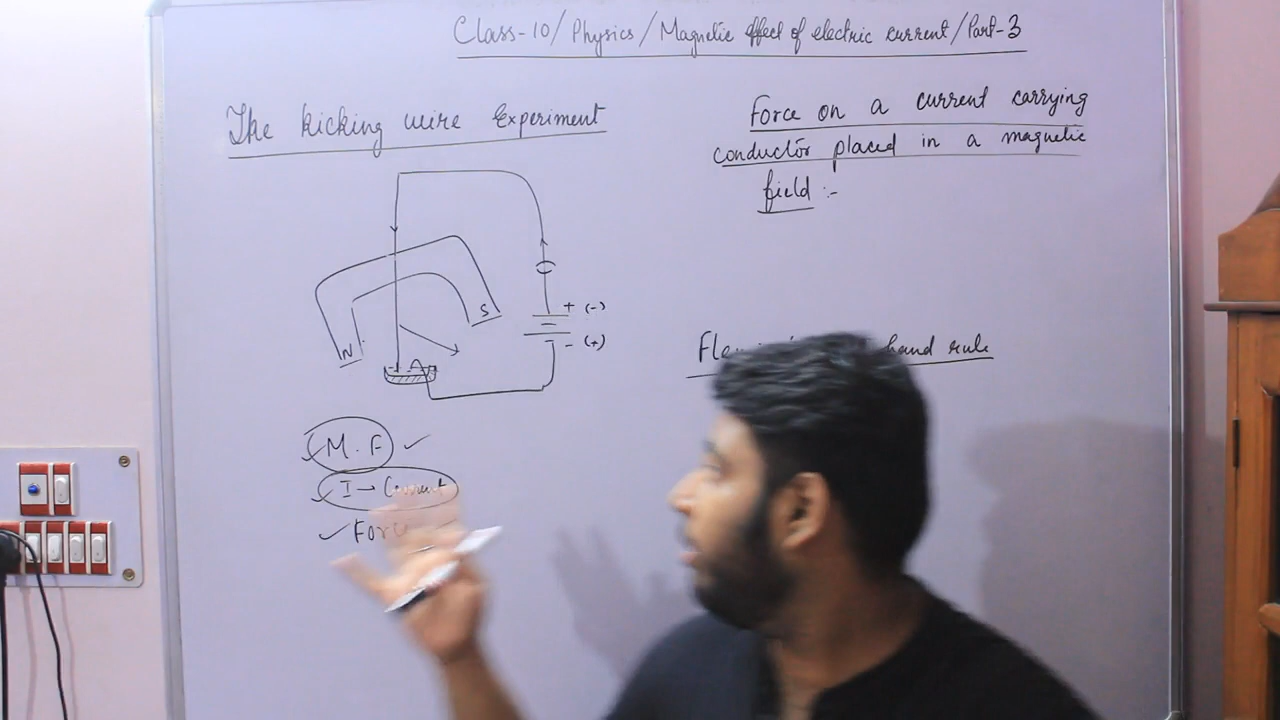 Class-10/Physics/Magnetic effect of electric current/Part-3
The kicking wire Experiment
Force on a current carrying
conductor placed in a magnetic
field :-
N
S
+ (-)
- (+)
hand rule
M.F
I → Current